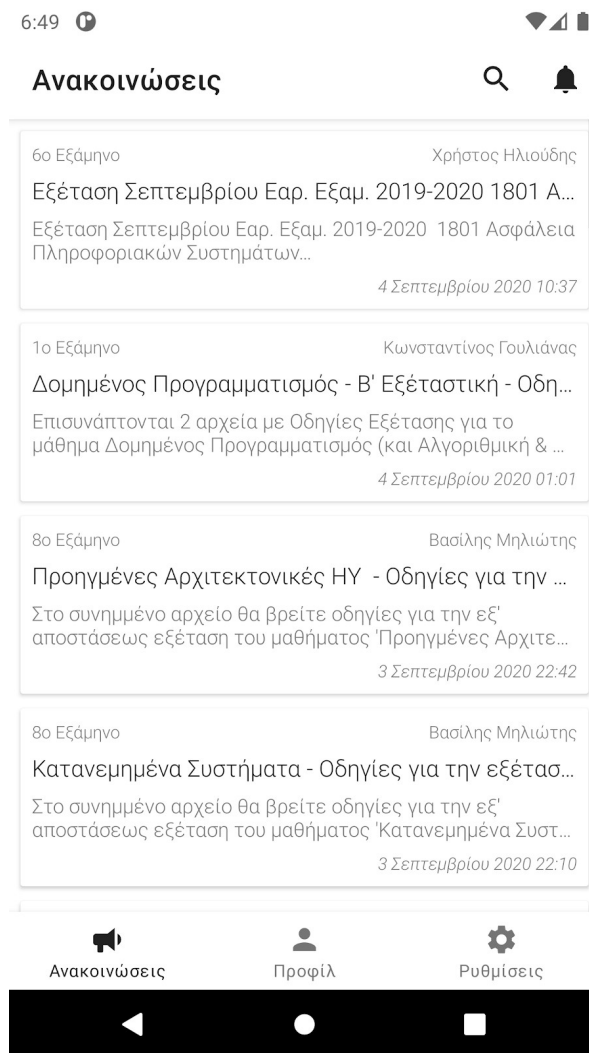 6:49
Ανακοινώσεις
6ο Εξάμηνο Χρήστος Ηλιούδης
Εξέταση Σεπτεμβρίου Εαρ. Εξαμ. 2019-2020 1801 Α...
Εξέταση Σεπτεμβρίου Εαρ. Εξαμ. 2019-2020  1801 Ασφάλεια
Πληροφοριακών Συστημάτων...
4 Σεπτεμβρίου 2020 10:37
1ο Εξάμηνο Κωνσταντίνος Γουλιάνας
Δομημένος Προγραμματισμός - Β' Εξέταστική - Οδη...
Επισυνάπτονται 2 αρχεία με Οδηγίες Εξέτασης για το
μάθημα Δομημένος Προγραμματισμός (και Αλγοριθμική & ...
4 Σεπτεμβρίου 2020 01:01
8ο Εξάμηνο Βασίλης Μηλιώτης
Προηγμένες Αρχιτεκτονικές ΗΥ  - Οδηγίες για την ...
Στο συνημμένο αρχείο θα βρείτε οδηγίες για την εξ'
αποστάσεως εξέταση του μαθήματος 'Προηγμένες Αρχιτε...
3 Σεπτεμβρίου 2020 22:42
8ο Εξάμηνο Βασίλης Μηλιώτης
Κατανεμημένα Συστήματα - Οδηγίες για την εξέτασ...
Στο συνημμένο αρχείο θα βρείτε οδηγίες για την εξ'
αποστάσεως εξέταση του μαθήματος 'Κατανεμημένα Συστ...
3 Σεπτεμβρίου 2020 22:10
Ανακοινώσεις Προφίλ Ρυθμίσεις